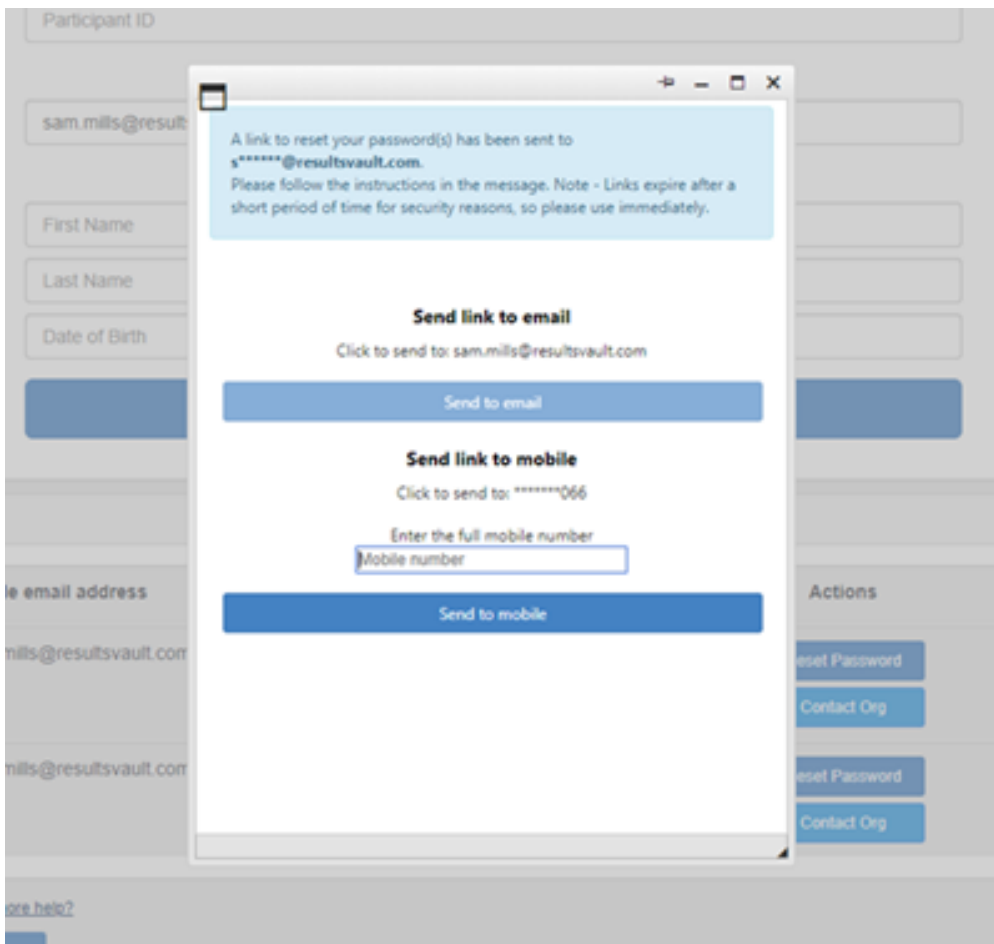 Participant ID
sam.mills@result
A link to reset your password(s) has been sent to
s******@resultsvault.com.
Please follow the instructions in the message. Note - Links expire after a
short period of time for security reasons, so please use immediately.
First Name
Last Name
Date of Birth
Send link to email
Click to send to: sam.mills@resultsvault.com
Send to email
Send link to mobile
Click to send to: *******066
Enter the full mobile number
Mobile number
Send to mobile
le email address
Actions
mills@resultsvault.com
eset Password
Contact Org
mills@resultsvault.com
eset Password
Contact Org
ore help?